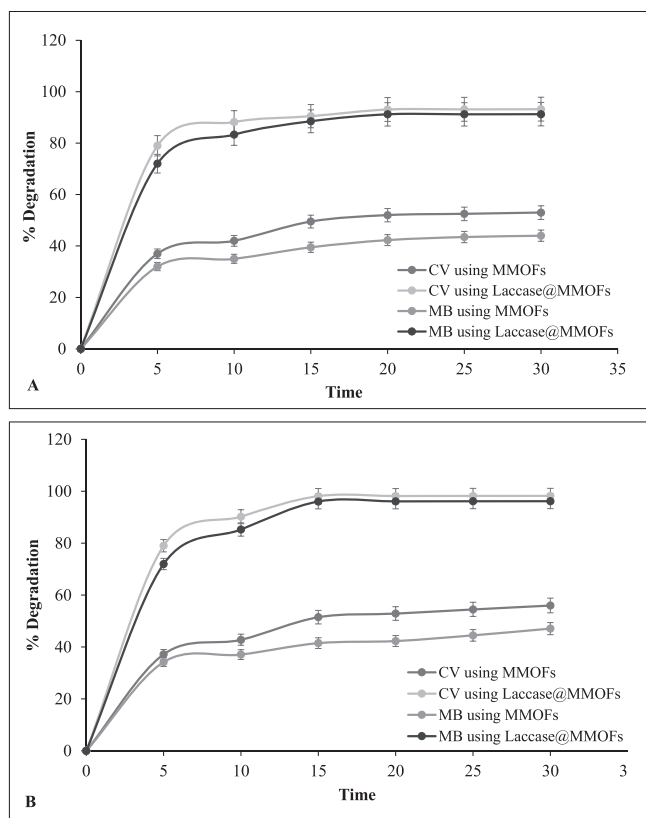 120
100
80
60
40
20
0
% Degradation
CV using MMOFs
CV using Laccase@MMOFs
MB using MMOFs
MB using Laccase@MMOFs
0 5 10 15 20 25 30 35
Time
A
120
100
80
60
40
20
0
% Degradation
CV using MMOFs
CV using Laccase@MMOFs
MB using MMOFs
MB using Laccase@MMOFs
0 5 10 15 20 25 30 3
Time
B